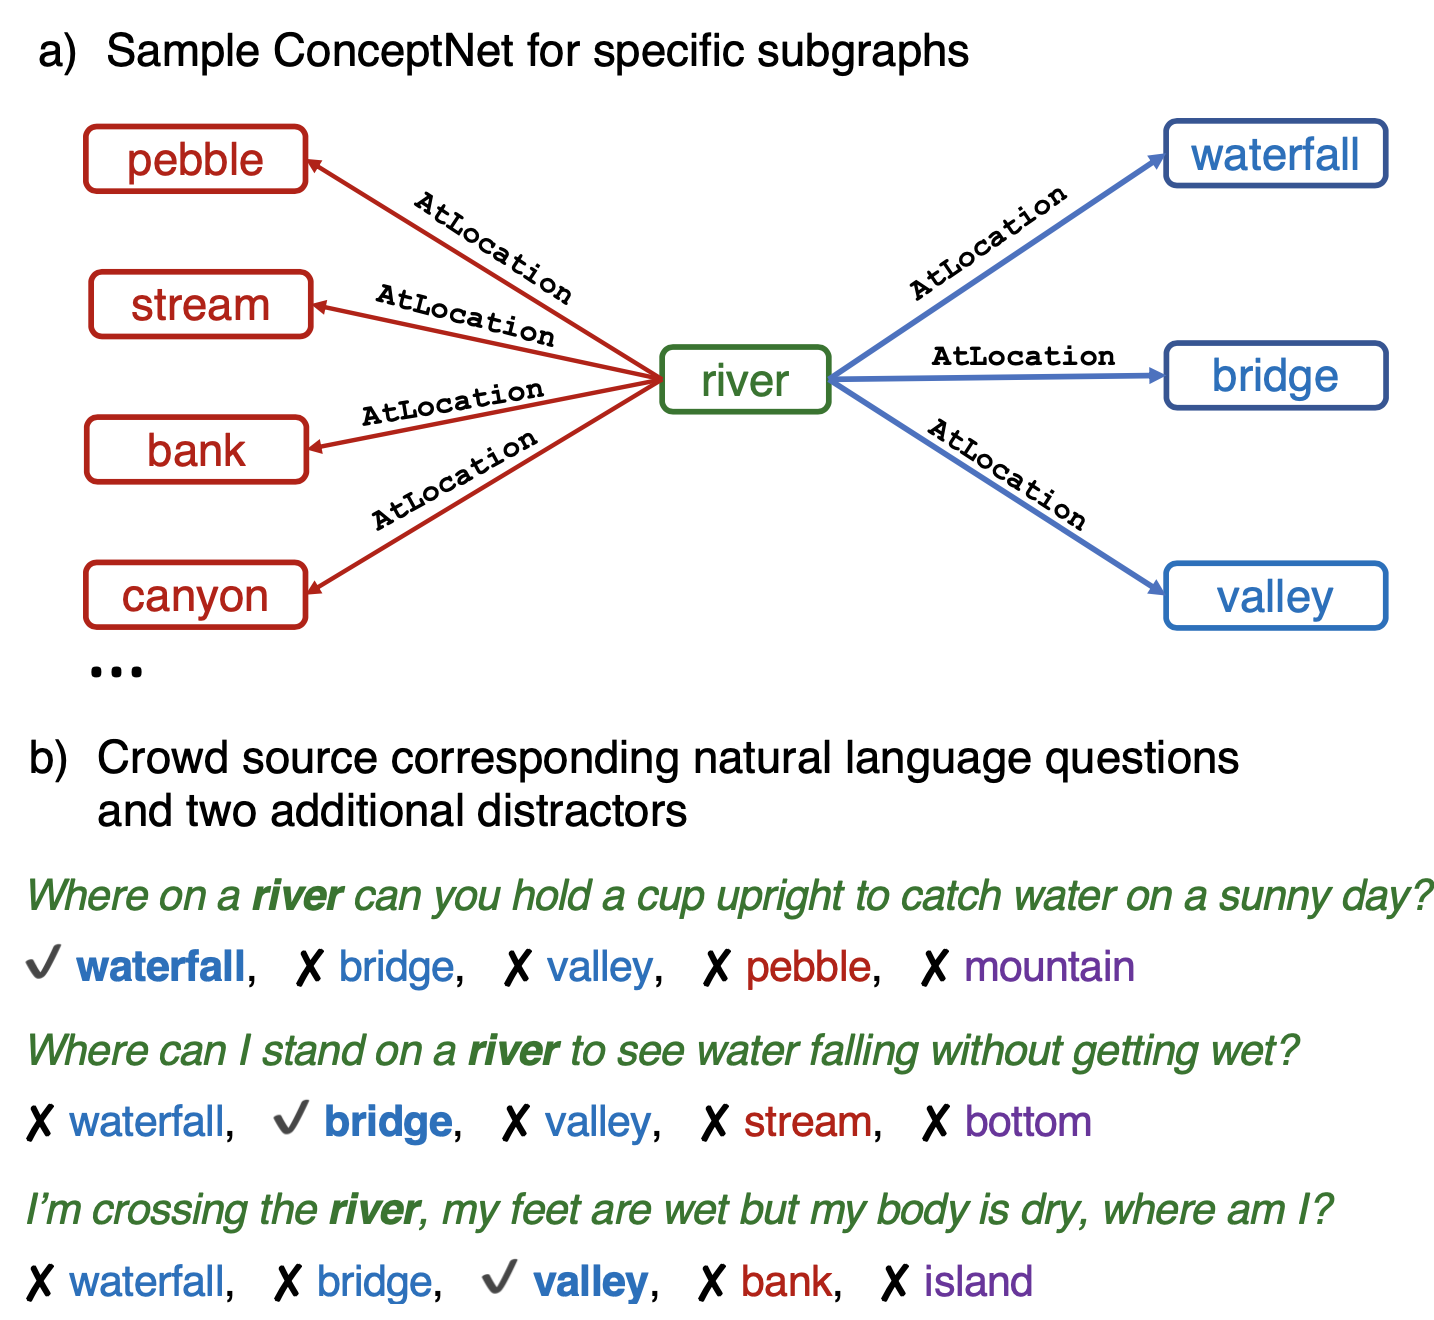 a) Sample ConceptNet for specific subgraphs
pebble
AtLocation
waterfall
AtLocation
stream
AtLocation
river
AtLocation
bridge
bank
AtLocation
AtLocation
canyon
AtLocation
valley
...
b) Crowd source corresponding natural language questions
and two additional distractors
Where on a river can you hold a cup upright to catch water on a sunny day?
✓ waterfall, ✗ bridge, ✗ valley, ✗ pebble, ✗ mountain
Where can I stand on a river to see water falling without getting wet?
✗ waterfall, ✓ bridge, ✗ valley, ✗ stream, ✗ bottom
I’m crossing the river, my feet are wet but my body is dry, where am I?
✗ waterfall, ✗ bridge, ✓ valley, ✗ bank, ✗ island